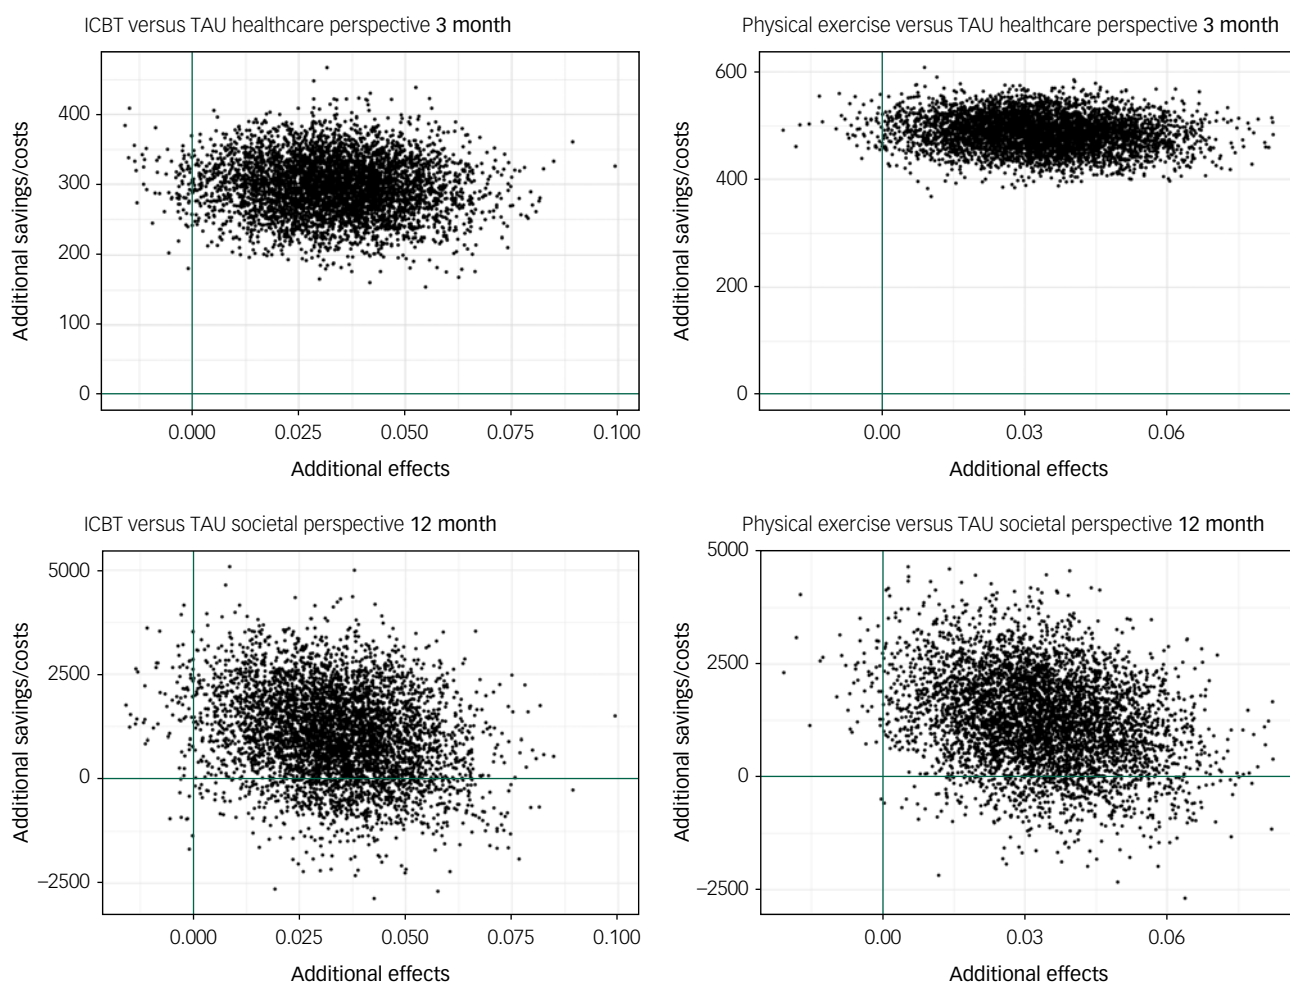 ICBT versus TAU healthcare perspective 3 month
Additional savings/costs
400
300
200
100
0
0.000 0.025 0.050 0.075 0.100
Additional effects
Physical exercise versus TAU healthcare perspective 3 month
Additional savings/costs
600
400
200
0
0.00 0.03 0.06
Additional effects
ICBT versus TAU societal perspective 12 month
Additional savings/costs
5000
2500
0
−2500
0.000 0.025 0.050 0.075 0.100
Additional effects
Physical exercise versus TAU societal perspective 12 month
Additional savings/costs
5000
2500
0
−2500
0.00 0.03 0.06
Additional effects